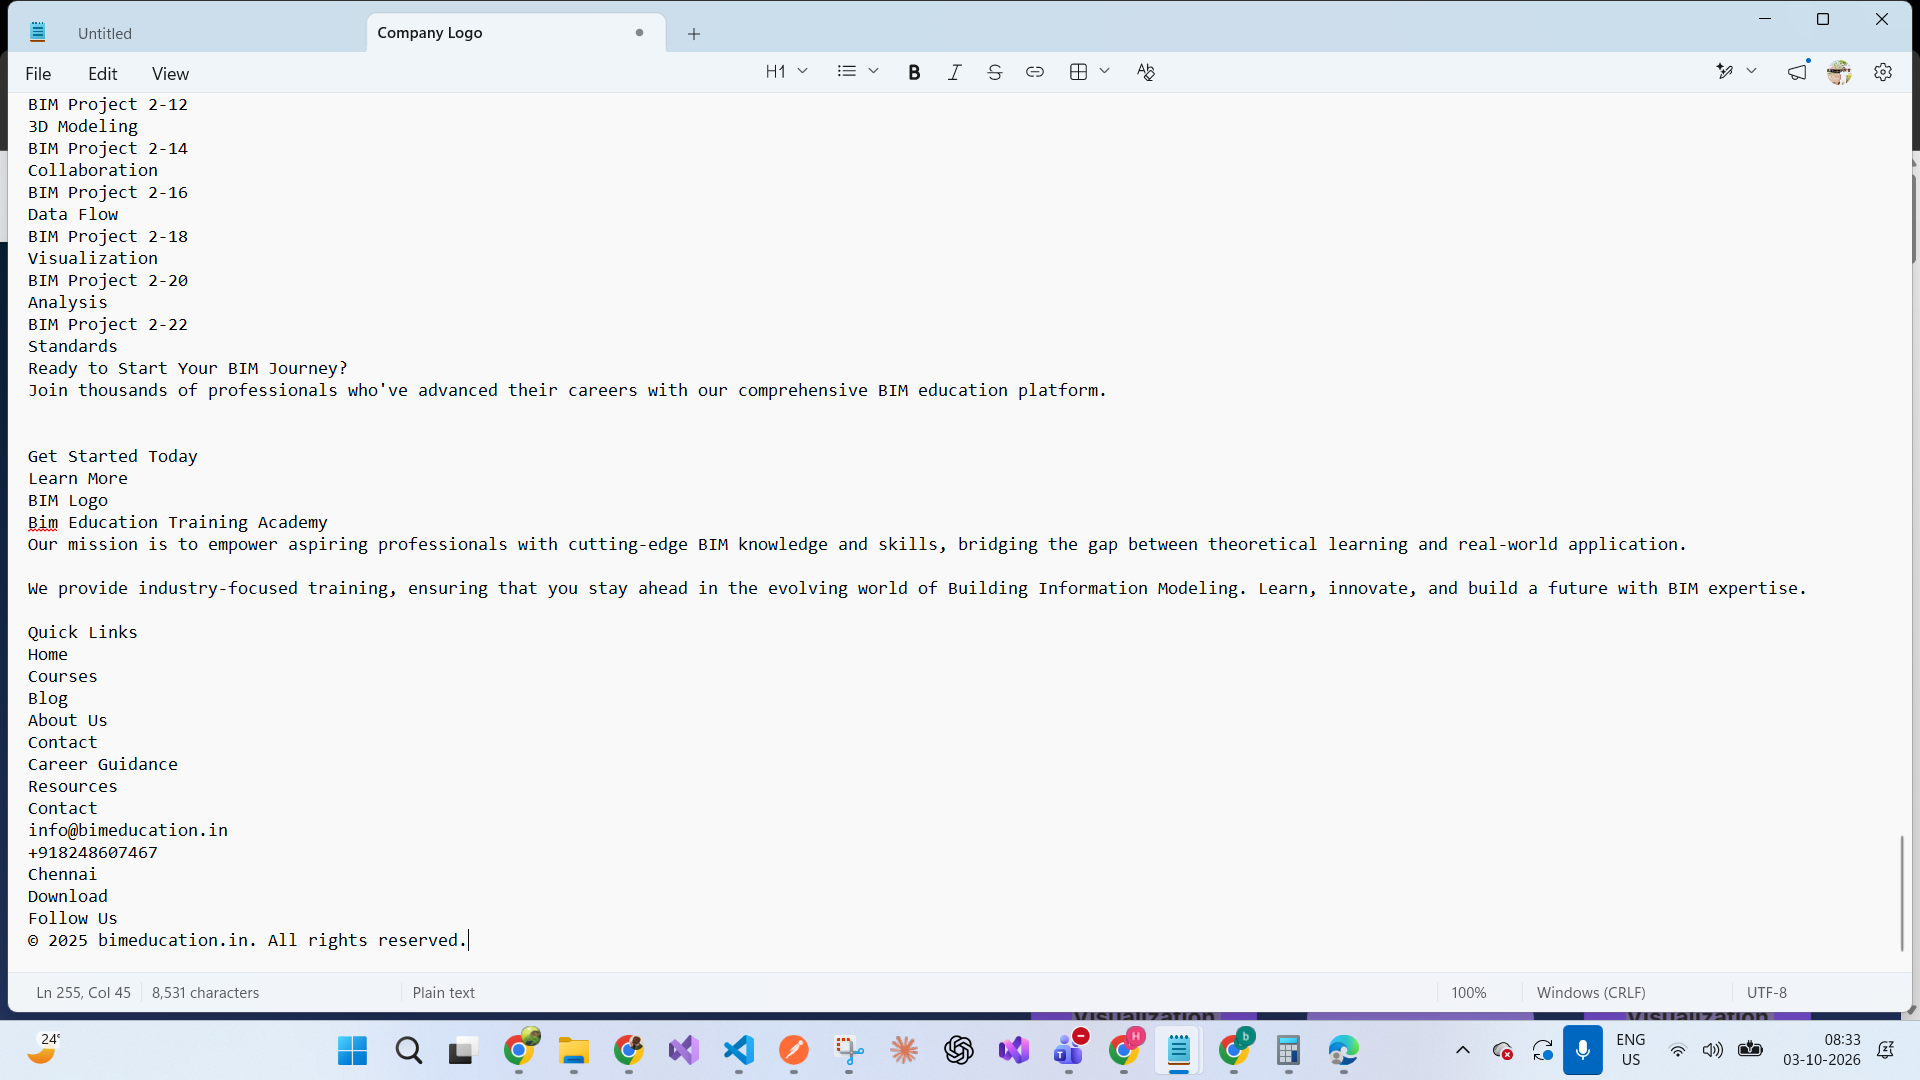 Untitled
Company Logo
File
Edit
View
H1
BIM Project 2-12
3D Modeling
BIM Project 2-14
Collaboration
BIM Project 2-16
Data Flow
BIM Project 2-18
Visualization
BIM Project 2-20
Analysis
BIM Project 2-22
Standards
Ready to Start Your BIM Journey?
Join thousands of professionals who've advanced their careers with our comprehensive BIM education platform.
Get Started Today
Learn More
BIM Logo
Bim Education Training Academy
Our mission is to empower aspiring professionals with cutting-edge BIM knowledge and skills, bridging the gap between theoretical learning and real-world application.
We provide industry-focused training, ensuring that you stay ahead in the evolving world of Building Information Modeling. Learn, innovate, and build a future with BIM expertise.
Quick Links
Home
Courses
Blog
About Us
Contact
Career Guidance
Resources
Contact
info@bimeducation.in
+918248607467
Chennai
Download
Follow Us
© 2025 bimeducation.in. All rights reserved.
Ln 255, Col 45
8,531 characters
Plain text
100%
Windows (CRLF)
UTF-8
Visualization
Visualization
24°
H
b
ENG
US
08:33
03-10-2026